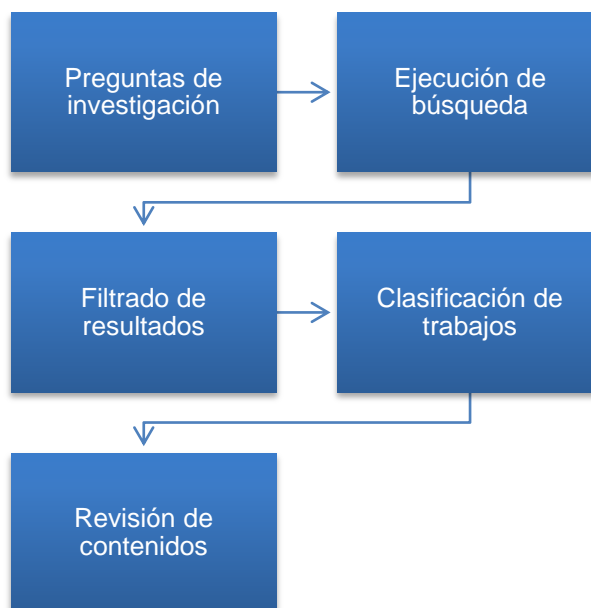 Preguntas de
investigación
Ejecución de
búsqueda
Filtrado de
resultados
Clasificación de
trabajos
Revisión de
contenidos